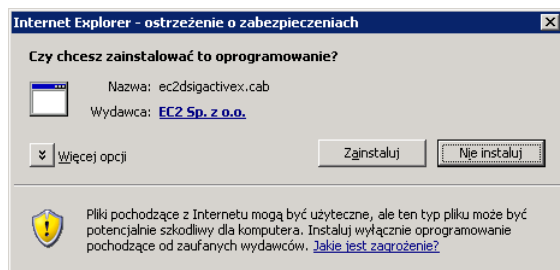 Internet Explorer - ostrzeżenie o zabezpieczeniach
Czy chcesz zainstalować to oprogramowanie?
Nazwa: ec2dsigactivex.cab
Wydawca: EC2 Sp. z o.o.
Więcej opcji
Zainstaluj
Nie instaluj
Pliki pochodzące z Internetu mogą być użyteczne, ale ten typ pliku może być
potencjalnie szkodliwy dla komputera. Instaluj wyłącznie oprogramowanie
pochodzące od zaufanych wydawców. Jakie jest zagrożenie?